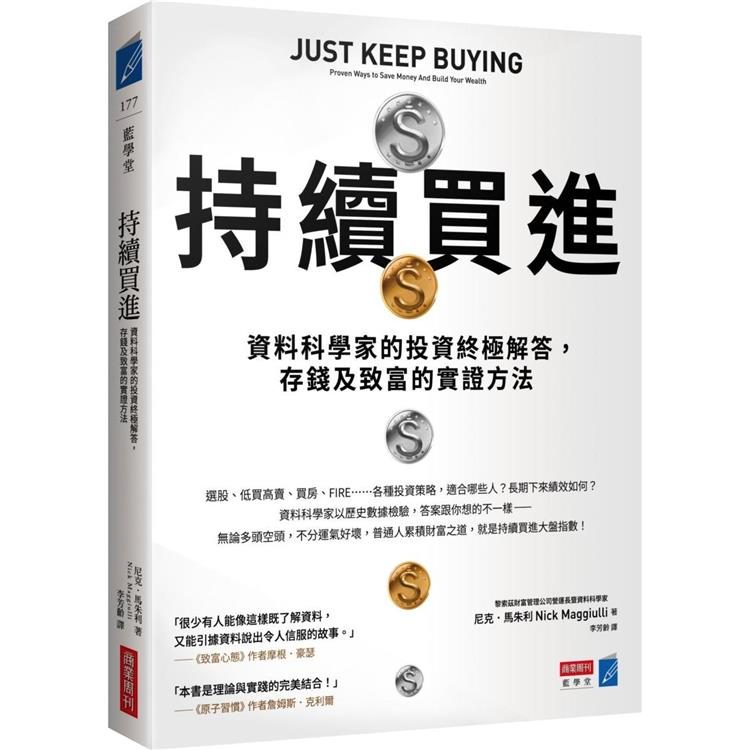 JUST KEEP BUYING
Proven Ways to Save Money And Build Your Wealth
持續買進
資料科學家的投資終極解答，
存錢及致富的實證方法
選股、低買高賣、買房、FIRE⋯⋯各種投資策略，適合哪些人？長期下來績效如何？
資料科學家以歷史數據檢驗，答案跟你想的不一樣——
無論多頭空頭，不分運氣好壞，普通人累積財富之道，就是持續買進大盤指數！
「很少有人能像這樣既了解資料，
又能引據資料說出令人信服的故事。」
——《致富心態》作者摩根・豪瑟
「本書是理論與實踐的完美結合！」
——《原子習慣》作者詹姆斯・克利爾
黎索茲財富管理公司營運長暨資料科學家
尼克・馬朱利 Nick Maggiulli 著
李芳齡 譯
商業周刊
藍學堂
177
藍學堂
持續買進
資料科學家的投資終極解答，
存錢及致富的實證方法
尼克・馬朱利 著
Nick Maggiulli
李芳齡 譯
商業周刊